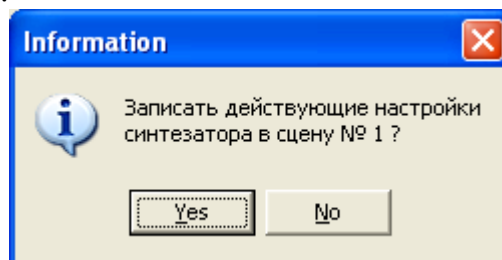 Information
Записать действующие настройки
синтезатора в сцену № 1 ?
Yes No